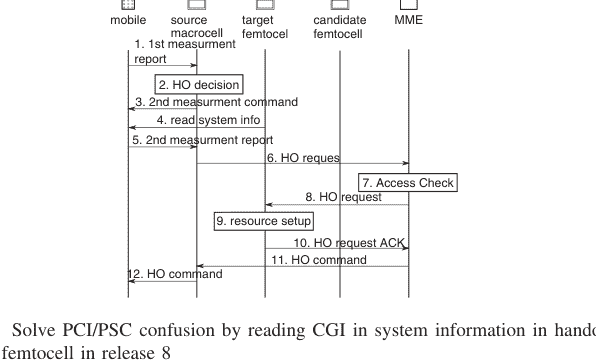 mobile source target candidate MME
macrocell femtocel femtocell
1. 1st measurment
report
2. HO decision
3. 2nd measurment command
4. read system info
5. 2nd measurment report
6. HO reques
7. Access Check
8. HO request
9. resource setup
10. HO request ACK
11. HO command
12. HO command
Solve PCI/PSC confusion by reading CGI in system information in hando
femtocell in release 8